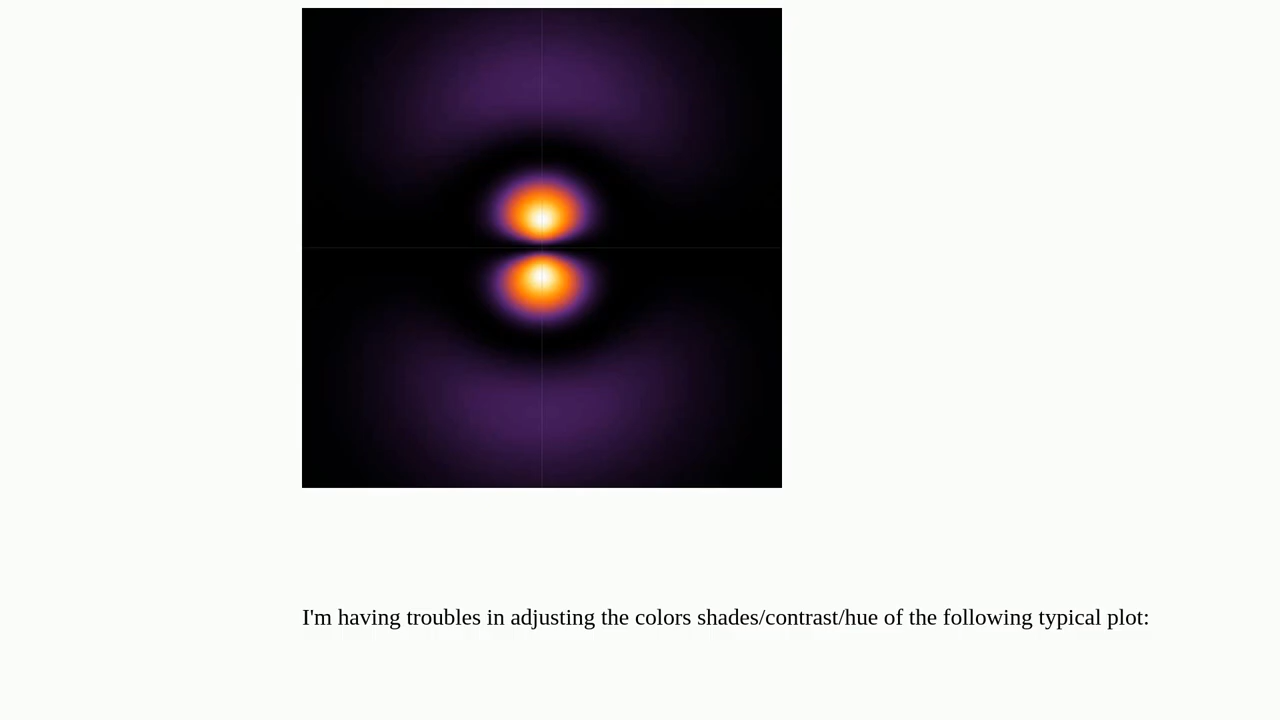 I'm having troubles in adjusting the colors shades/contrast/hue of the following typical plot: